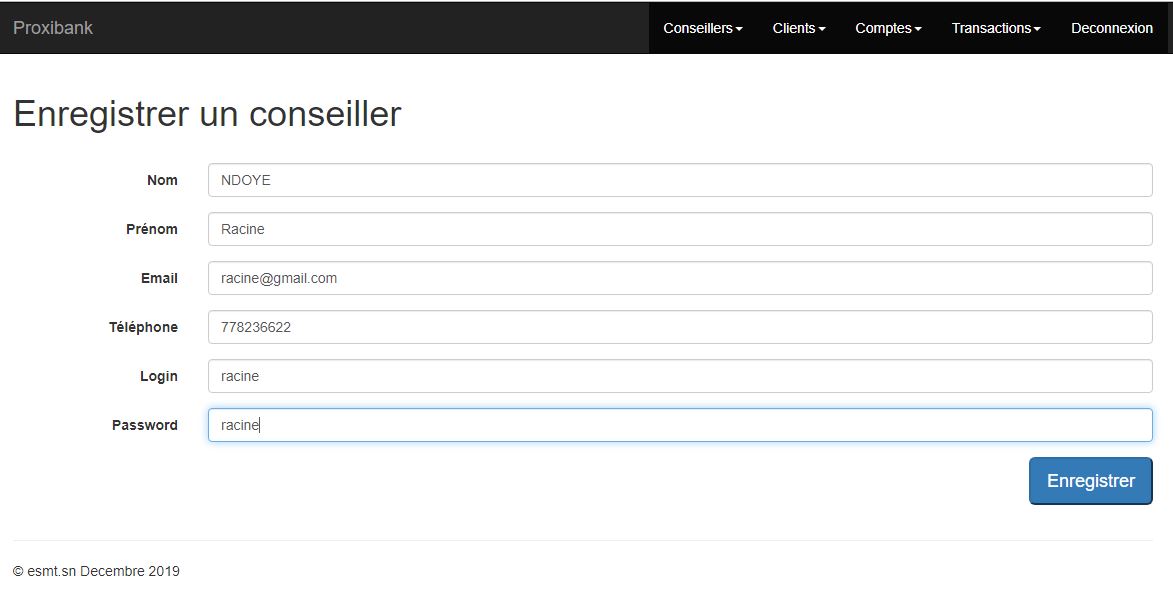 Proxibank Conseillers Clients Comptes Transactions Deconnexion
Enregistrer un conseiller
Nom NDOYE
Prénom Racine
Email racine@gmail.com
Téléphone 778236622
Login racine
Password racine
Enregistrer
© esmt.sn Decembre 2019